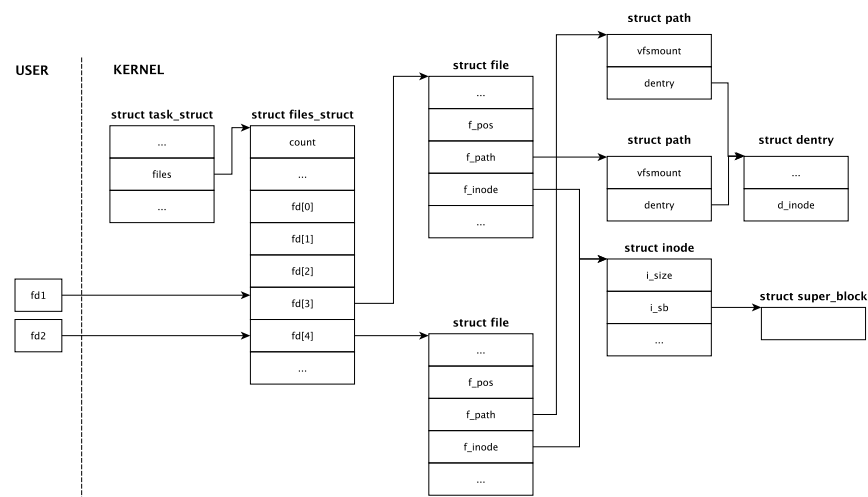 USER
KERNEL
struct task_struct
...
files
...
struct files_struct
count
...
fd[0]
fd[1]
fd[2]
fd[3]
fd[4]
...
fd1
fd2
struct file
...
f_pos
f_path
f_inode
...
struct file
...
f_pos
f_path
f_inode
...
struct path
vfsmount
dentry
struct path
vfsmount
dentry
struct dentry
...
d_inode
struct inode
i_size
i_sb
...
struct super_block